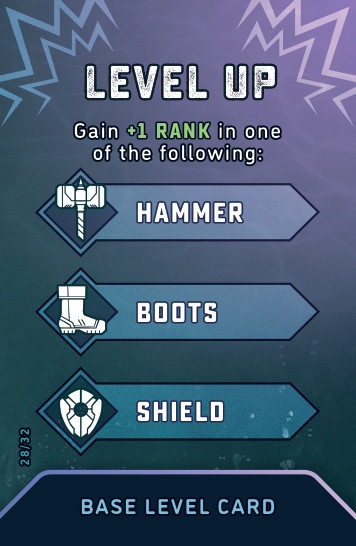 LEVEL UP
Gain +1 RANK in one
of the following:
HAMMER
BOOTS
SHIELD
28/32
BASE LEVEL CARD